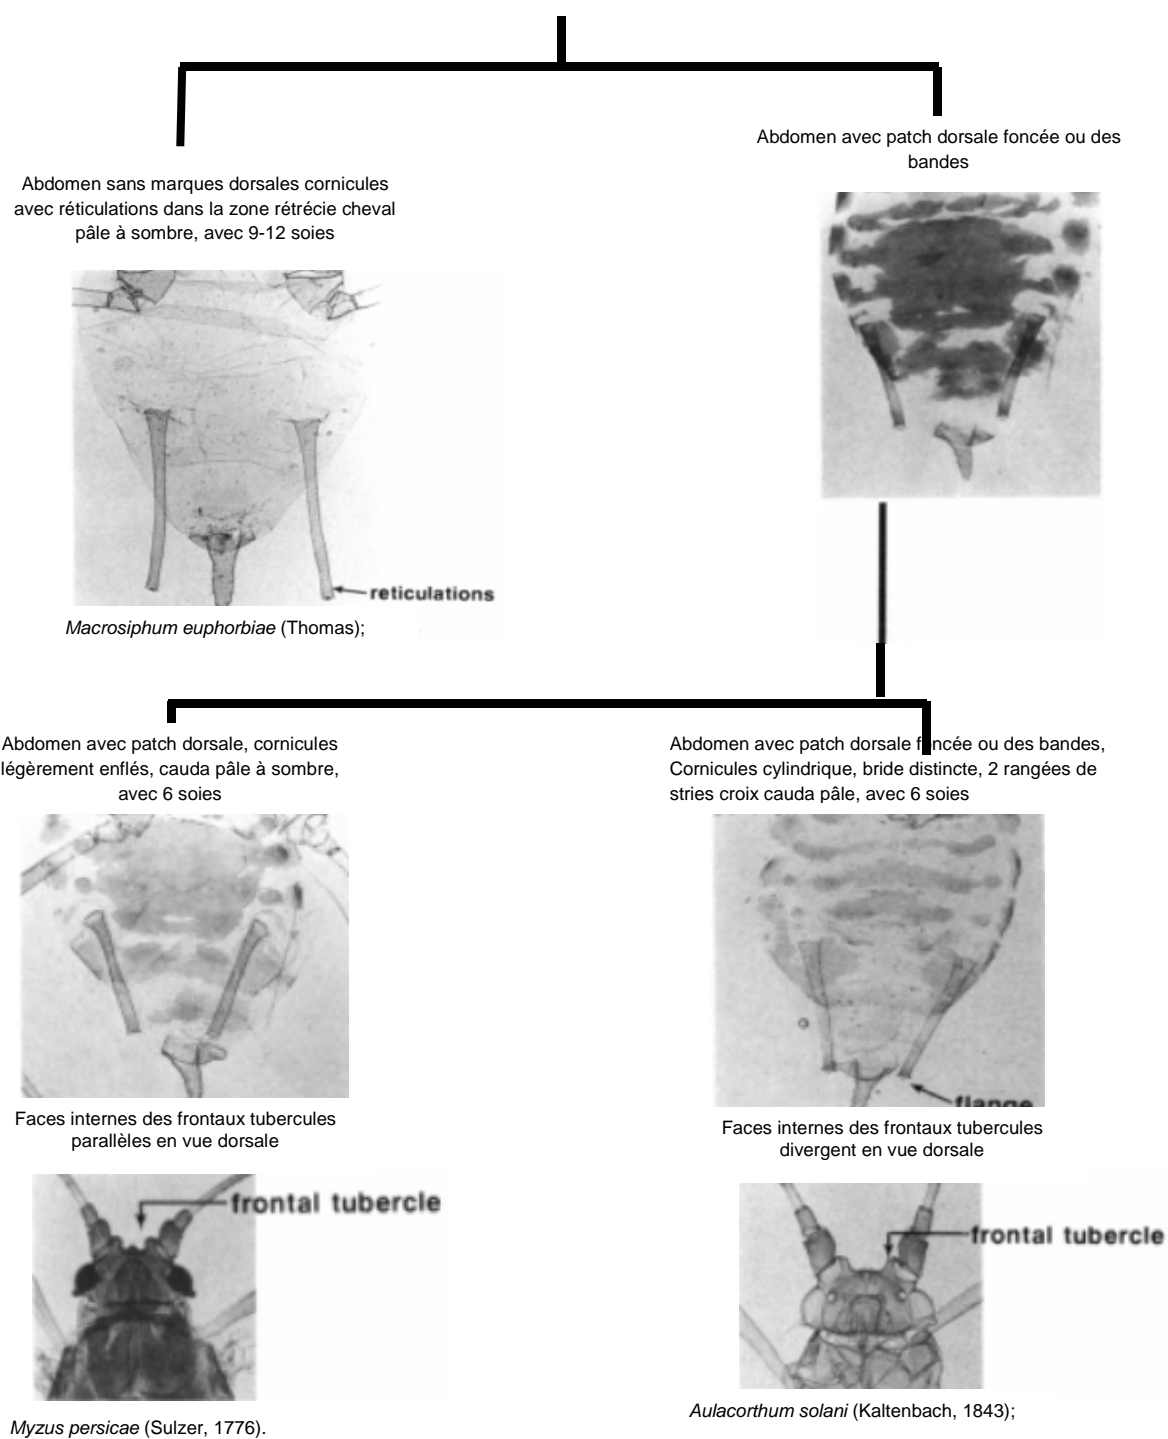 Abdomen avec patch dorsale foncée ou des
bandes
Abdomen sans marques dorsales cornicules
avec réticulations dans la zone rétrécie cheval
pâle à sombre, avec 9-12 soies
reticulations
Macrosiphum euphorbiae (Thomas);
Abdomen avec patch dorsale, cornicules
légèrement enflés, cauda pâle à sombre,
avec 6 soies
Abdomen avec patch dorsale foncée ou des bandes,
Cornicules cylindrique, bride distincte, 2 rangées de
stries croix cauda pâle, avec 6 soies
flange
Faces internes des frontaux tubercules
parallèles en vue dorsale
Faces internes des frontaux tubercules
divergent en vue dorsale
frontal tubercle
frontal tubercle
Myzus persicae (Sulzer, 1776).
Aulacorthum solani (Kaltenbach, 1843);